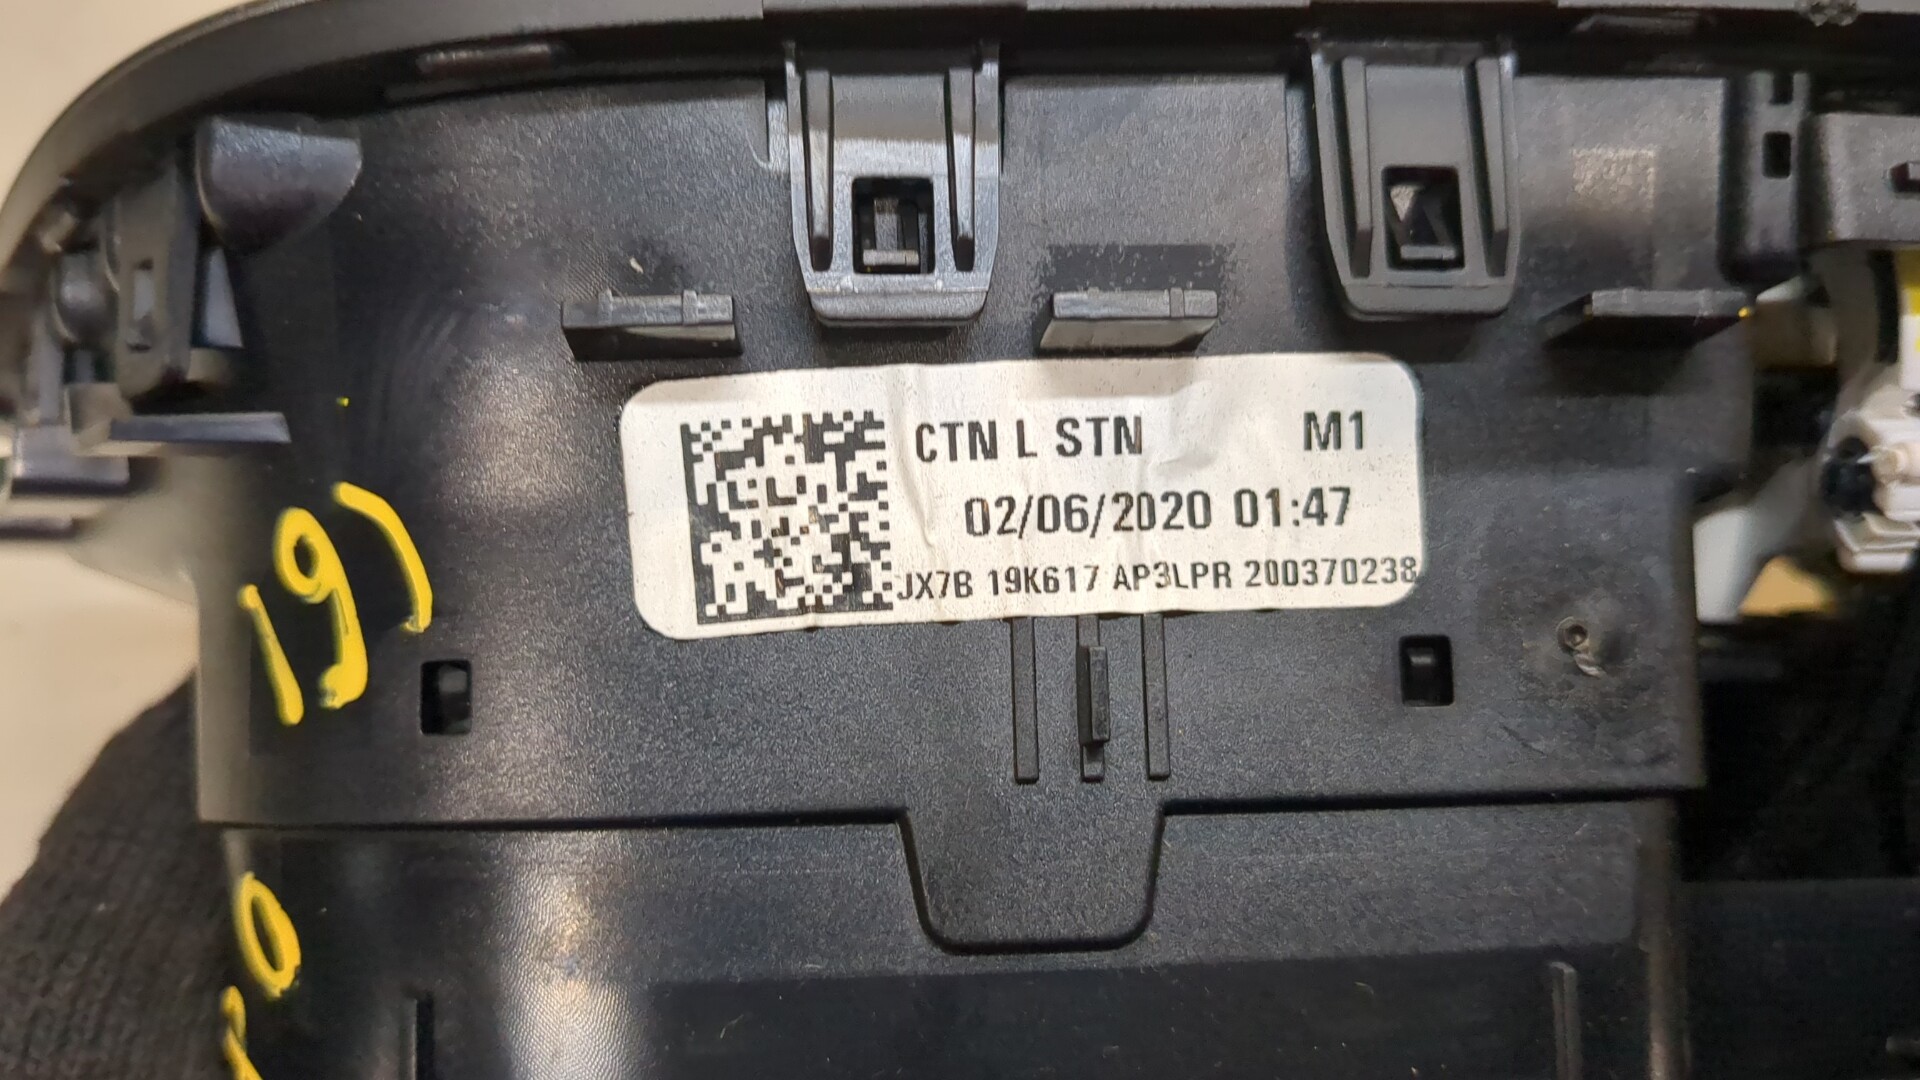 CTN L STN M1
02/06/2020 01:47
JX7B 19K617 AP3LPR 200370238